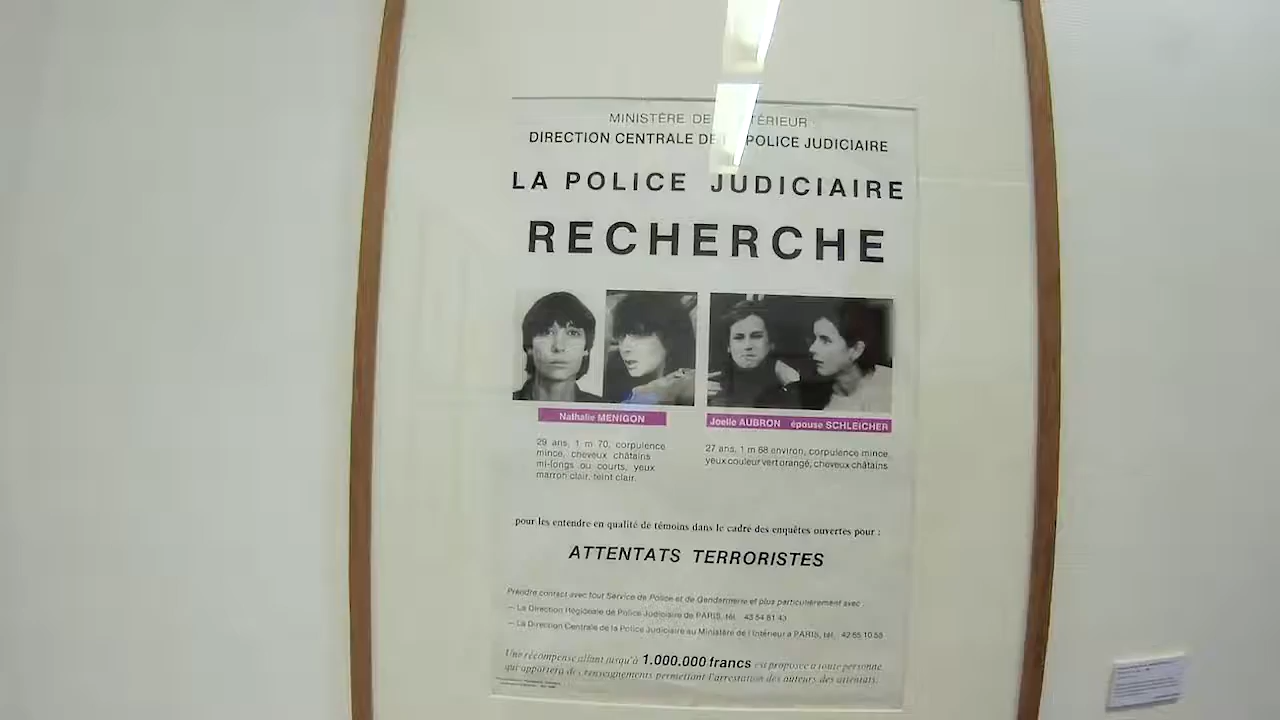 MINISTÈRE DE TÉRIEUR
DIRECTION CENTRALE DE POLICE JUDICIAIRE
LA POLICE JUDICIAIRE
RECHERCHE
Nathalie MENIGON
Joelle AUBRON épouse SCHLEICHER
29 ans, 1 m 70, corpulence
mince, cheveux châtains
mi-longs ou courts, yeux
marron clair, teint clair.
27 ans, 1 m 68 environ, corpulence mince,
yeux couleur vert orangé, cheveux châtains
pour les entendre en qualité de témoins dans le cadre des enquêtes ouvertes pour :
ATTENTATS TERRORISTES
Prendre contact avec tout Service de Police et de Gendarmerie et plus particulièrement avec :
— La Direction Régionale de Police Judiciaire de PARIS, tél. 43 54 81 43
— La Direction Centrale de la Police Judiciaire au Ministère de l'Intérieur à PARIS, tél. 42 65 10 58
Une récompense allant jusqu'à 1.000.000 francs est proposée à toute personne
qui apportera des renseignements permettant l'arrestation des auteurs des attentats.